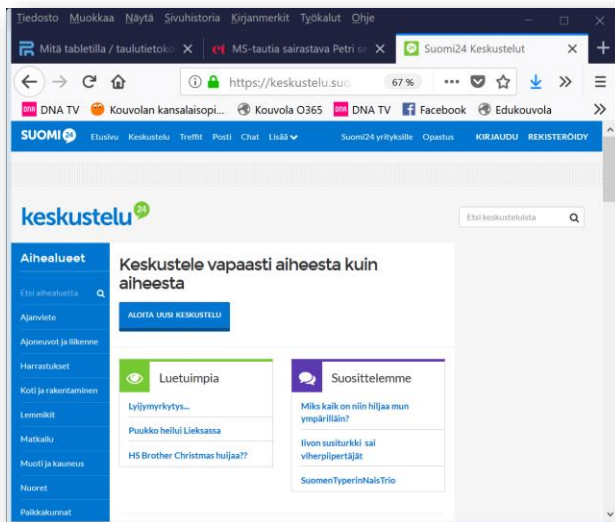 Tiedosto Muokkaa Näytä Sivuhistoria Kirjanmerkit Työkalut Ohje
Mitä tabletilla / taulutietoko
et MS-tautia sairastava Petri se
Suomi24 Keskustelut
https://keskustelu.suo
67 %
DNA TV
Kouvolan kansalaisopi...
Kouvola O365
DNA TV
Facebook
Edukouvola
SUOMI24 Etusivu Keskustelu Treffit Posti Chat Lisää Suomi24 yrityksille Opastus KIRJAUDU REKISTERÖIDY
keskustelu24
Etsi keskusteluista
Aihealueet
Etsi aihealuetta
Ajanviete
Ajoneuvot ja liikenne
Harrastukset
Koti ja rakentaminen
Lemmikit
Matkailu
Muoti ja kauneus
Nuoret
Paikkakunnat
Keskustele vapaasti aiheesta kuin
aiheesta
ALOITA UUSI KESKUSTELU
Luetuimpia
Lyijymyrkytys...
Puukko heilui Lieksassa
HS Brother Christmas huijaa??
Suosittelemme
Miks kaik on niin hiljaa mun
ympärilläin?
Iivon susiturkki sai
viherpiipertäjät
SuomenTyperinNaisTrio